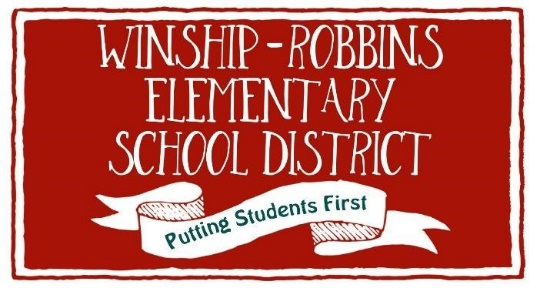 WINSHIP-ROBBINS
ELEMENTARY
SCHOOL DISTRICT
Putting Students First